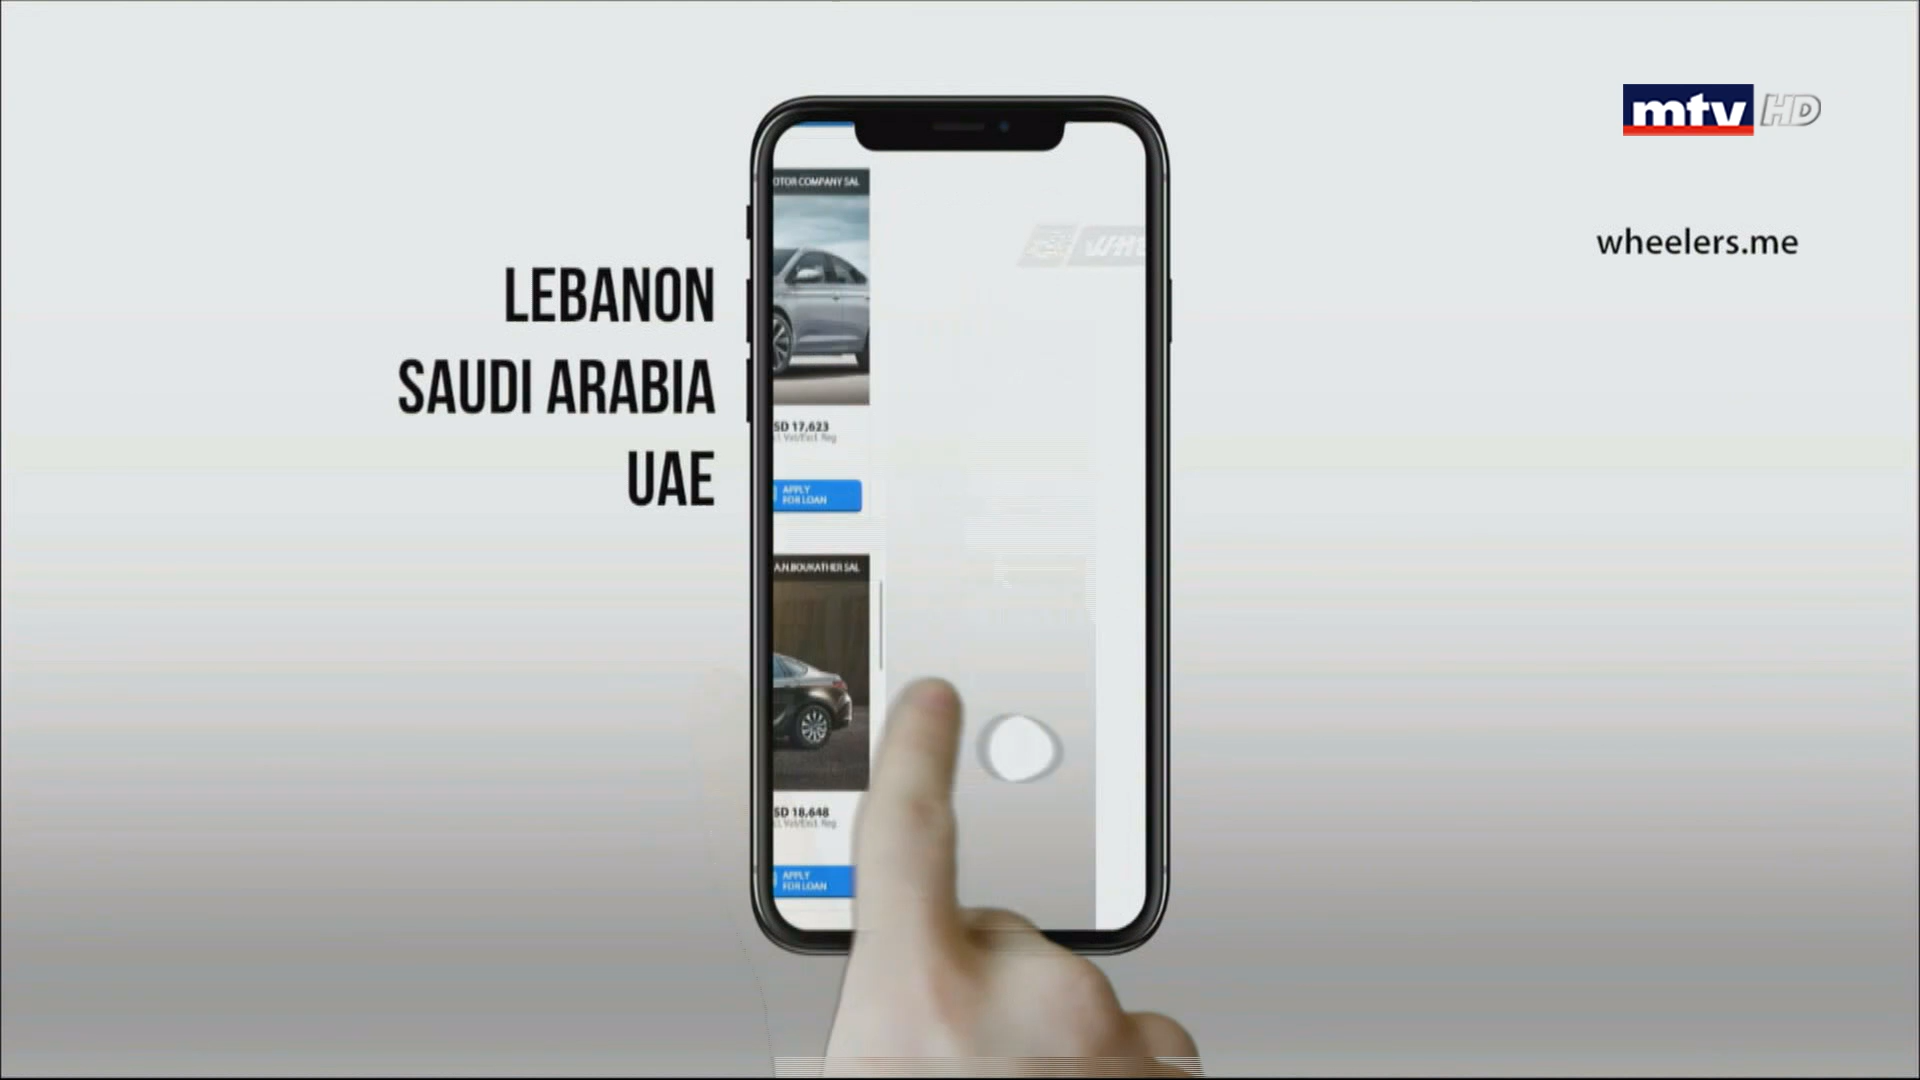 mtv HD
wheelers.me
LEBANON
SAUDI ARABIA
UAE
OTOR COMPANY SAL
SD 17,623
APPLY
FOR LOAN
A.N.BOUKATHER SAL
SD 18,648
APPLY
FOR LOAN